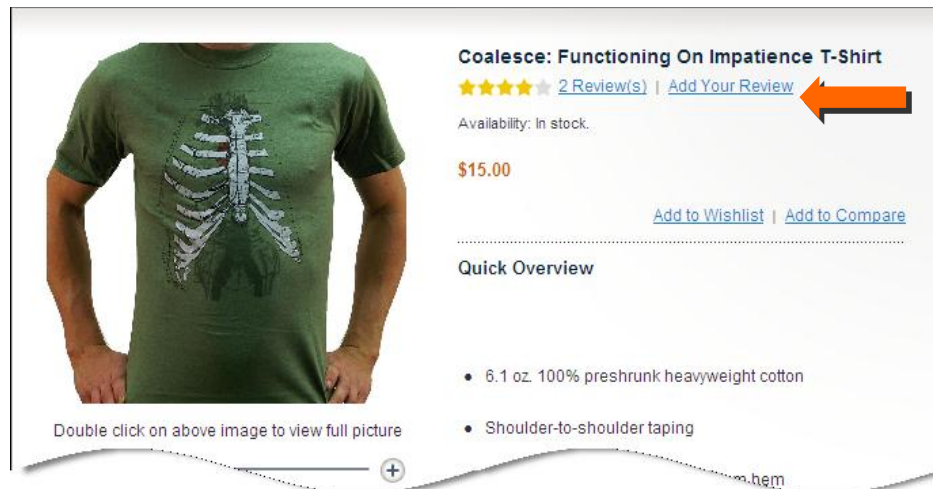 Coalesce: Functioning On Impatience T-Shirt
2 Review(s) | Add Your Review
Availability: In stock.
$15.00
Add to Wishlist | Add to Compare
Quick Overview
• 6.1 oz. 100% preshrunk heavyweight cotton
• Shoulder-to-shoulder taping
hem
Double click on above image to view full picture